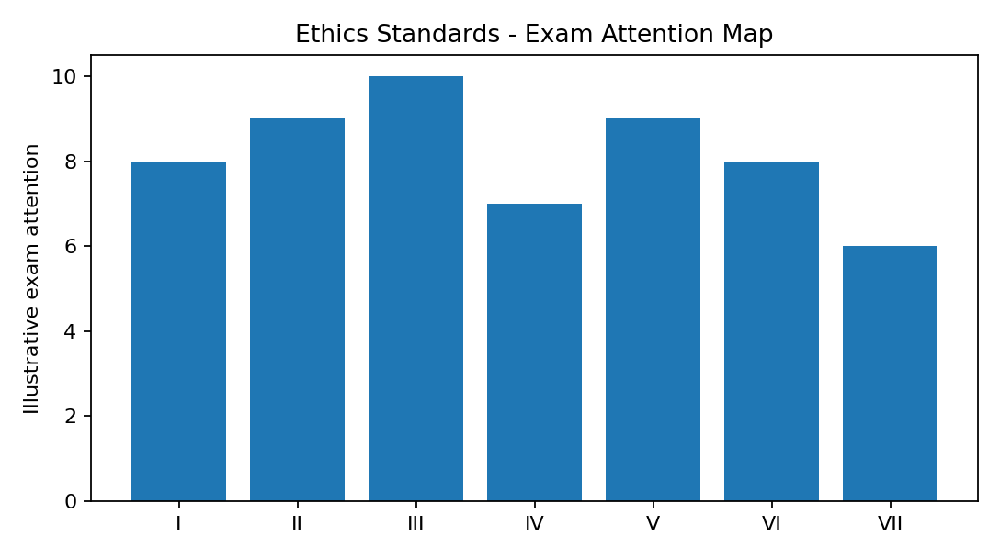 Ethics Standards - Exam Attention Map
Illustrative exam attention
10
8
6
4
2
0
I II III IV V VI VII